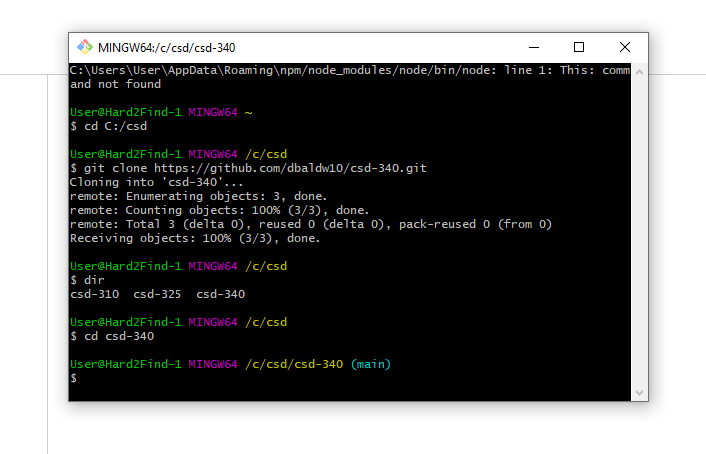 MINGW64:/c/csd/csd-340
C:\Users\User\AppData\Roaming\npm/node_modules/node/bin/node: line 1: This: comm
and not found
User@Hard2Find-1 MINGW64 ~
$ cd C:/csd
User@Hard2Find-1 MINGW64 /c/csd
$ git clone https://github.com/dbaldw10/csd-340.git
Cloning into 'csd-340'...
remote: Enumerating objects: 3, done.
remote: Counting objects: 100% (3/3), done.
remote: Total 3 (delta 0), reused 0 (delta 0), pack-reused 0 (from 0)
Receiving objects: 100% (3/3), done.
User@Hard2Find-1 MINGW64 /c/csd
$ dir
csd-310  csd-325  csd-340
User@Hard2Find-1 MINGW64 /c/csd
$ cd csd-340
User@Hard2Find-1 MINGW64 /c/csd/csd-340 (main)
$